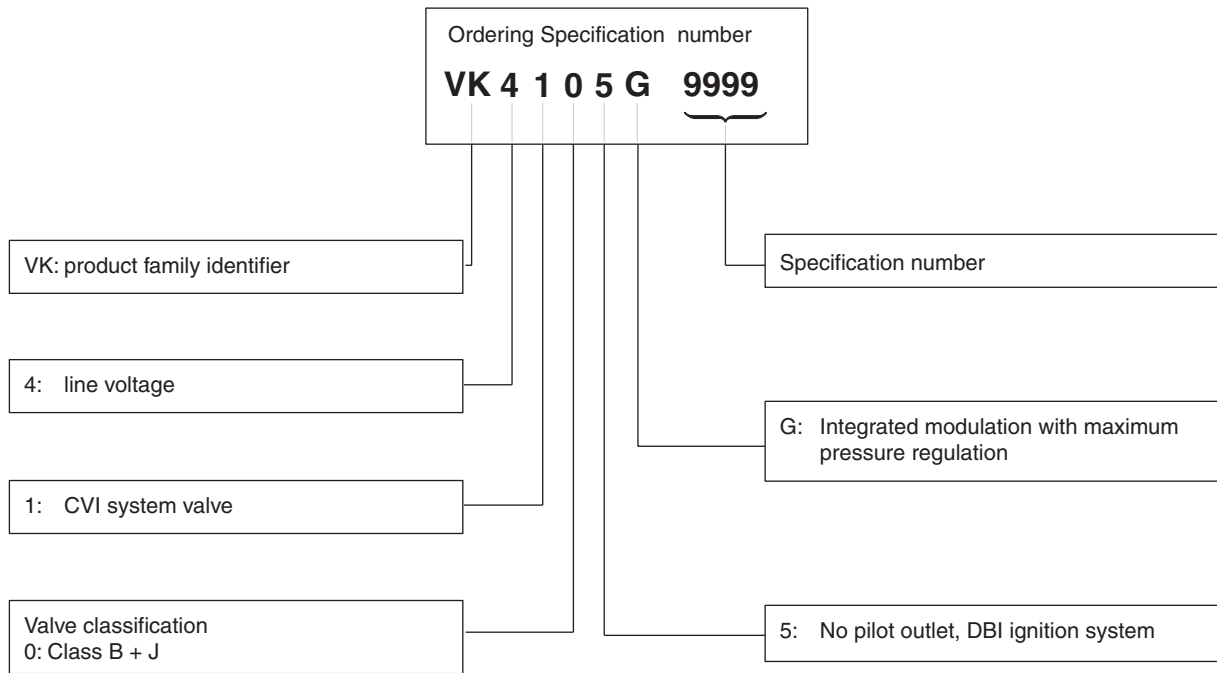 Ordering Specification number
VK 4 1 0 5 G 9999
VK: product family identifier
4: line voltage
1: CVI system valve
Valve classification
0: Class B + J
Specification number
G: Integrated modulation with maximum
pressure regulation
5: No pilot outlet, DBI ignition system